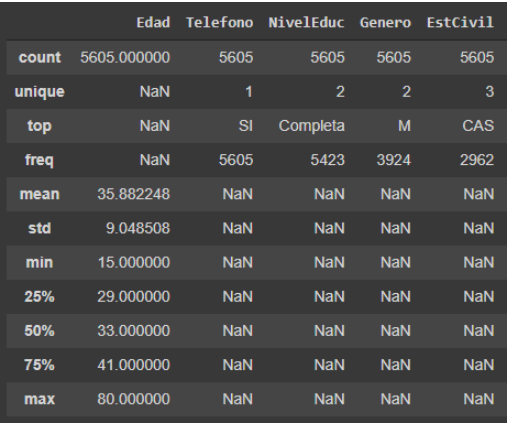 Edad Telefono NivelEduc Genero EstCivil
count 5605.000000 5605 5605 5605 5605
unique NaN 1 2 2 3
top NaN SI Completa M CAS
freq NaN 5605 5423 3924 2962
mean 35.882248 NaN NaN NaN NaN
std 9.048508 NaN NaN NaN NaN
min 15.000000 NaN NaN NaN NaN
25% 29.000000 NaN NaN NaN NaN
50% 33.000000 NaN NaN NaN NaN
75% 41.000000 NaN NaN NaN NaN
max 80.000000 NaN NaN NaN NaN